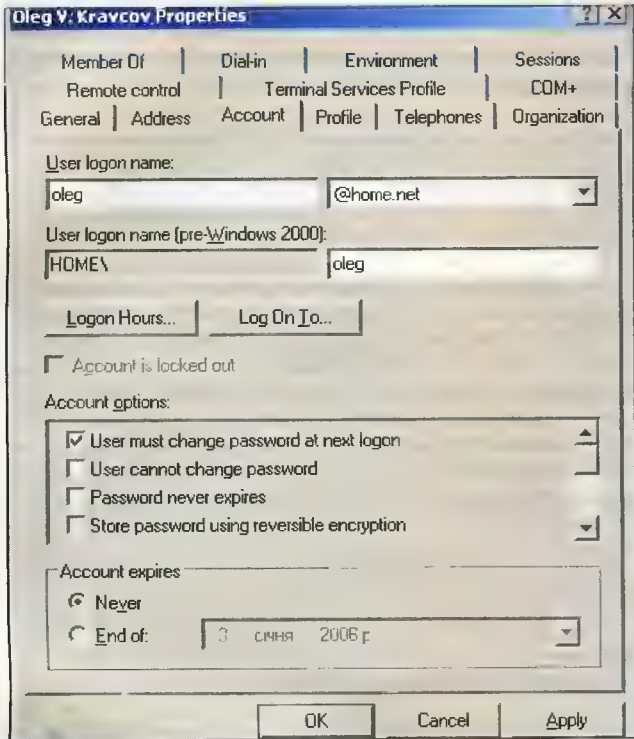 Oleg V. Kravcov Properties
Member Of Dial-in Environment Sessions
Remote control Terminal Services Profile COM+
General Address Account Profile Telephones Organization
User logon name:
oleg @home.net
User logon name (pre-Windows 2000):
HOME\ oleg
Logon Hours... Log On To...
Account is locked out
Account options:
User must change password at next logon
User cannot change password
Password never expires
Store password using reversible encryption
Account expires
Never
End of: 3 січня 2006 р
OK Cancel Apply